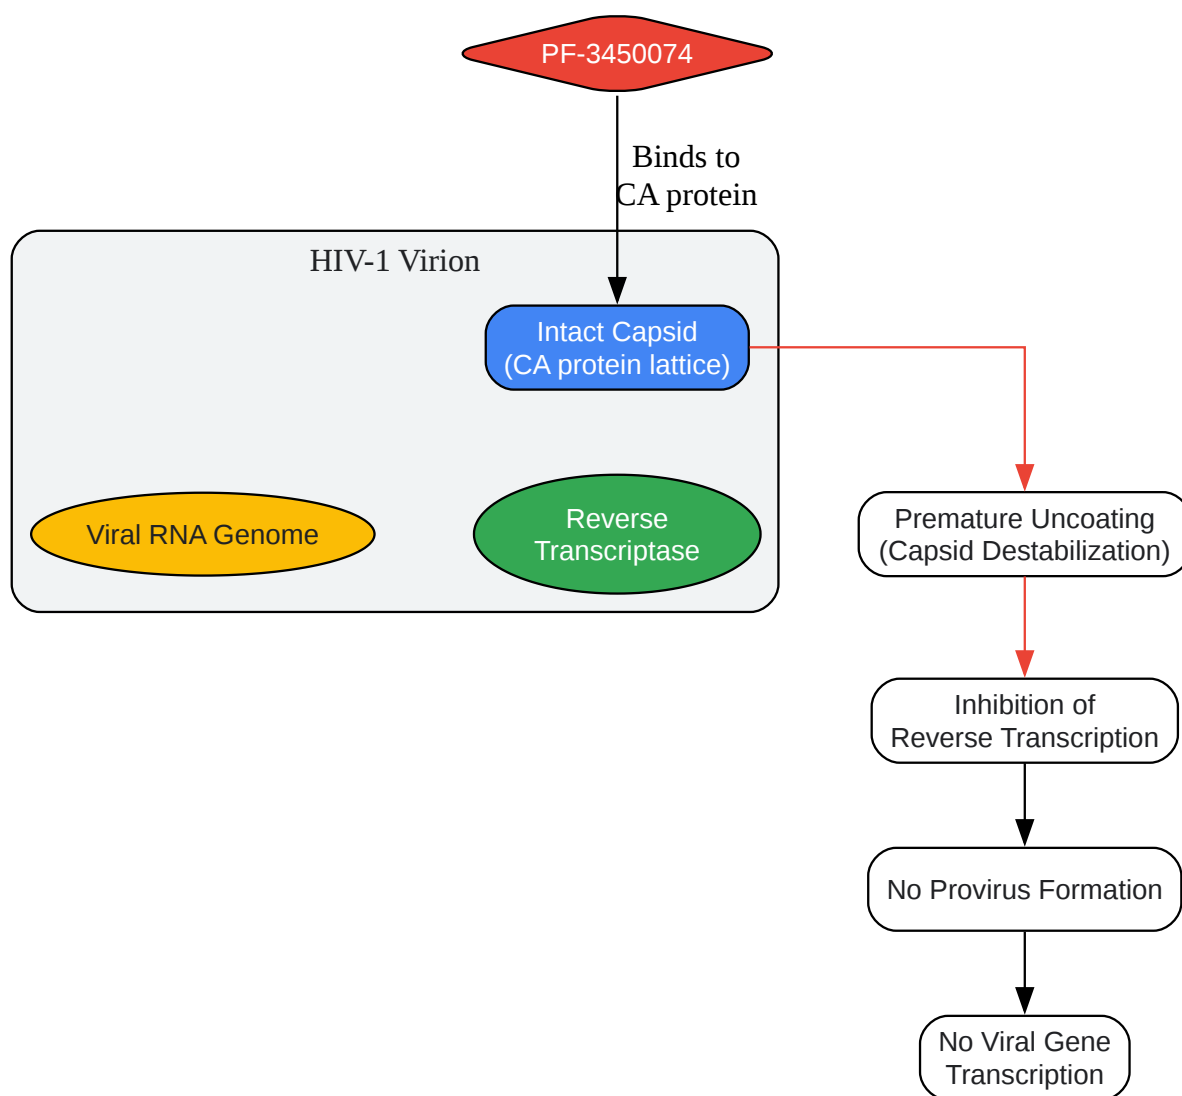 PF-3450074
Binds to
CA protein
HIV-1 Virion
Intact Capsid
(CA protein lattice)
Viral RNA Genome
Reverse
Transcriptase
Premature Uncoating
(Capsid Destabilization)
Inhibition of
Reverse Transcription
No Provirus Formation
No Viral Gene
Transcription